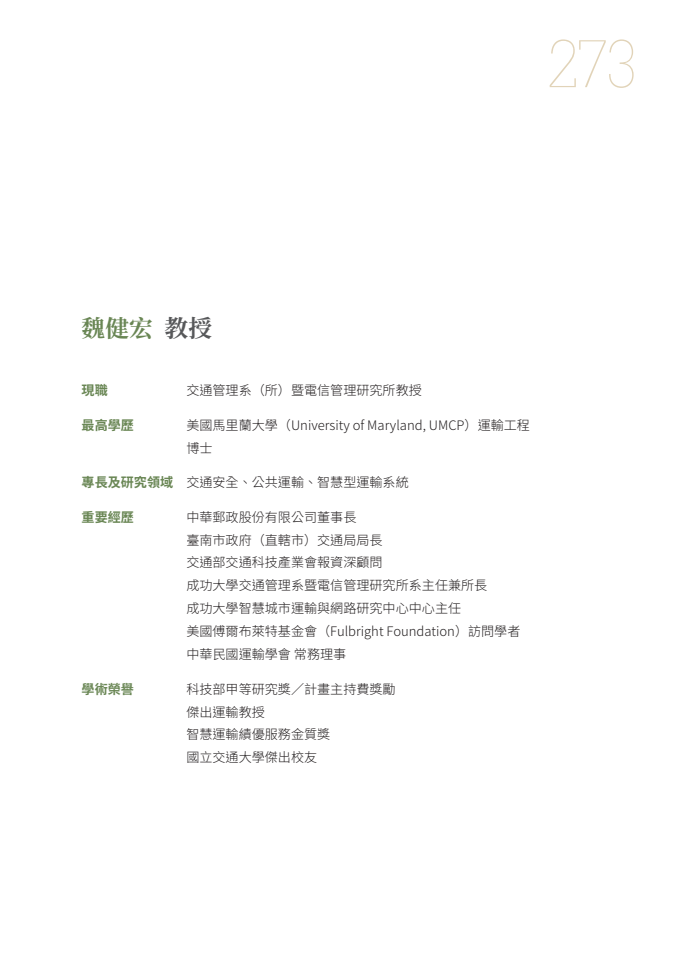 273
魏健宏 教授
現職 交通管理系（所）暨電信管理研究所教授
最高學歷 美國馬里蘭大學（University of Maryland, UMCP）運輸工程
博士
專長及研究領域 交通安全、公共運輸、智慧型運輸系統
重要經歷 中華郵政股份有限公司董事長
臺南市政府（直轄市）交通局局長
交通部交通科技產業會報資深顧問
成功大學交通管理系暨電信管理研究所系主任兼所長
成功大學智慧城市運輸與網路研究中心中心主任
美國傅爾布萊特基金會（Fulbright Foundation）訪問學者
中華民國運輸學會 常務理事
學術榮譽 科技部甲等研究獎／計畫主持費獎勵
傑出運輸教授
智慧運輸績優服務金質獎
國立交通大學傑出校友